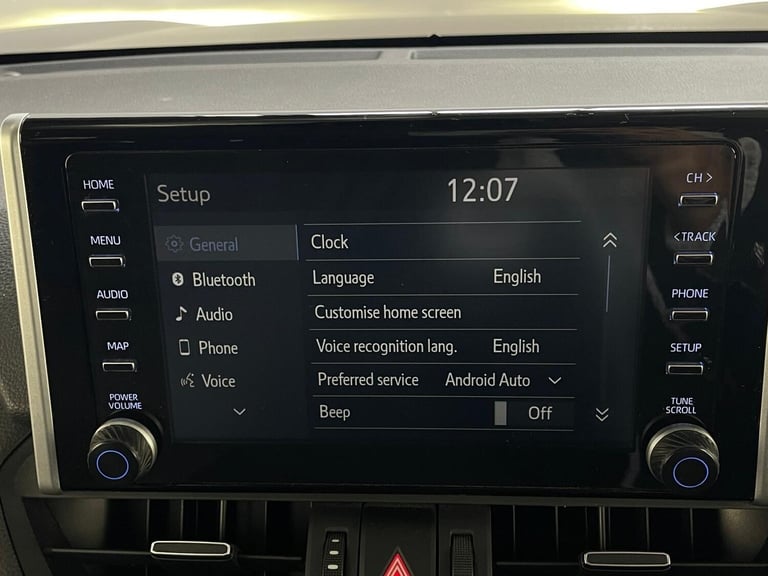 HOME
MENU
AUDIO
MAP
POWER
VOLUME
Setup
12:07
General
Bluetooth
Audio
Phone
Voice
Clock
Language English
Customise home screen
Voice recognition lang. English
Preferred service Android Auto
Beep Off
CH >
< TRACK
PHONE
SETUP
TUNE
SCROLL